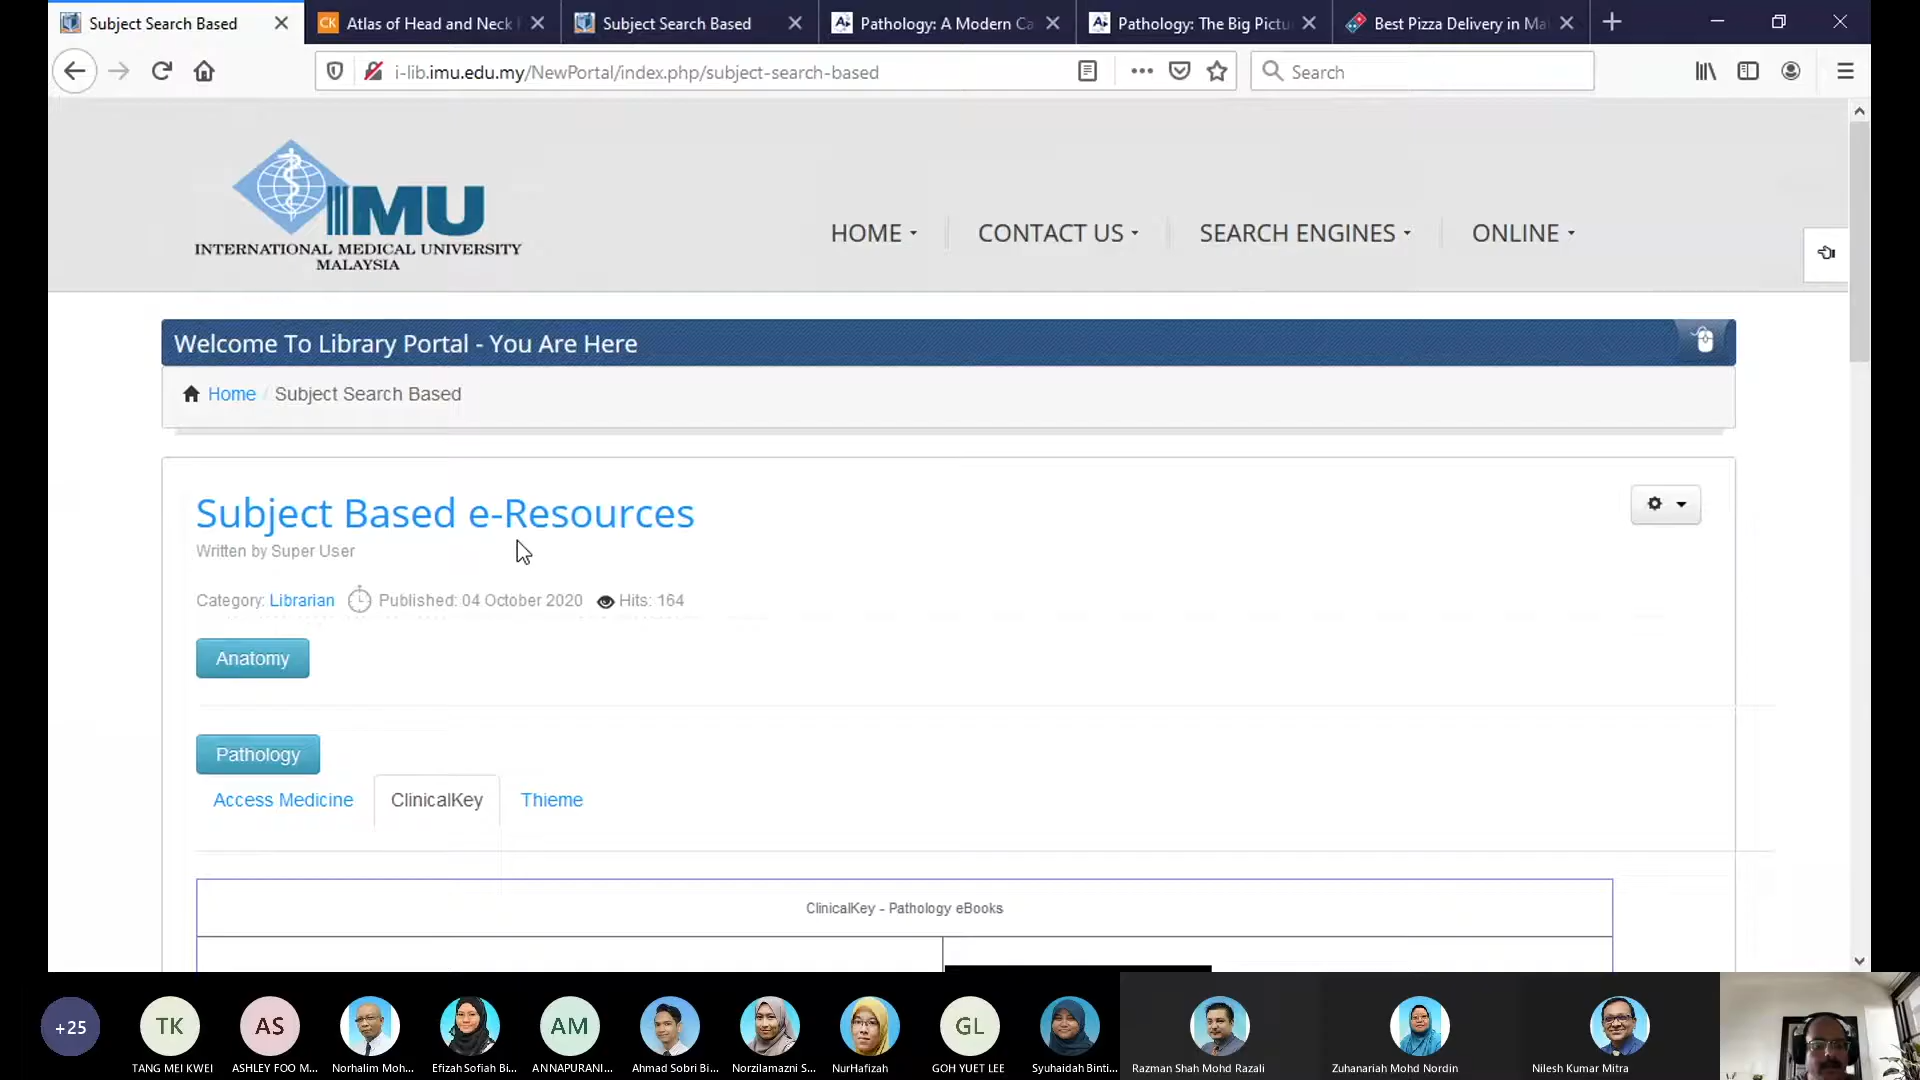 Subject Search Based
CK Atlas of Head and Neck
Subject Search Based
Pathology: A Modern Ca
Pathology: The Big Pictu
Best Pizza Delivery in Ma
i-lib.imu.edu.my/NewPortal/index.php/subject-search-based
Search
IMU
INTERNATIONAL MEDICAL UNIVERSITY
MALAYSIA
HOME
CONTACT US
SEARCH ENGINES
ONLINE
Welcome To Library Portal - You Are Here
Home / Subject Search Based
Subject Based e-Resources
Written by Super User
Category: Librarian Published: 04 October 2020 Hits: 164
Anatomy
Pathology
Access Medicine ClinicalKey Thieme
ClinicalKey - Pathology eBooks
+25
TK
AS
AM
GL
TANG MEI KWEI
ASHLEY FOO M...
Norhalim Moh...
Efizah Sofiah Bi...
ANNAPURANI...
Ahmad Sobri Bi...
Norzilamazni S...
NurHafizah
GOH YUET LEE
Syuhaidah Binti...
Razman Shah Mohd Razali
Zuhanariah Mohd Nordin
Nilesh Kumar Mitra